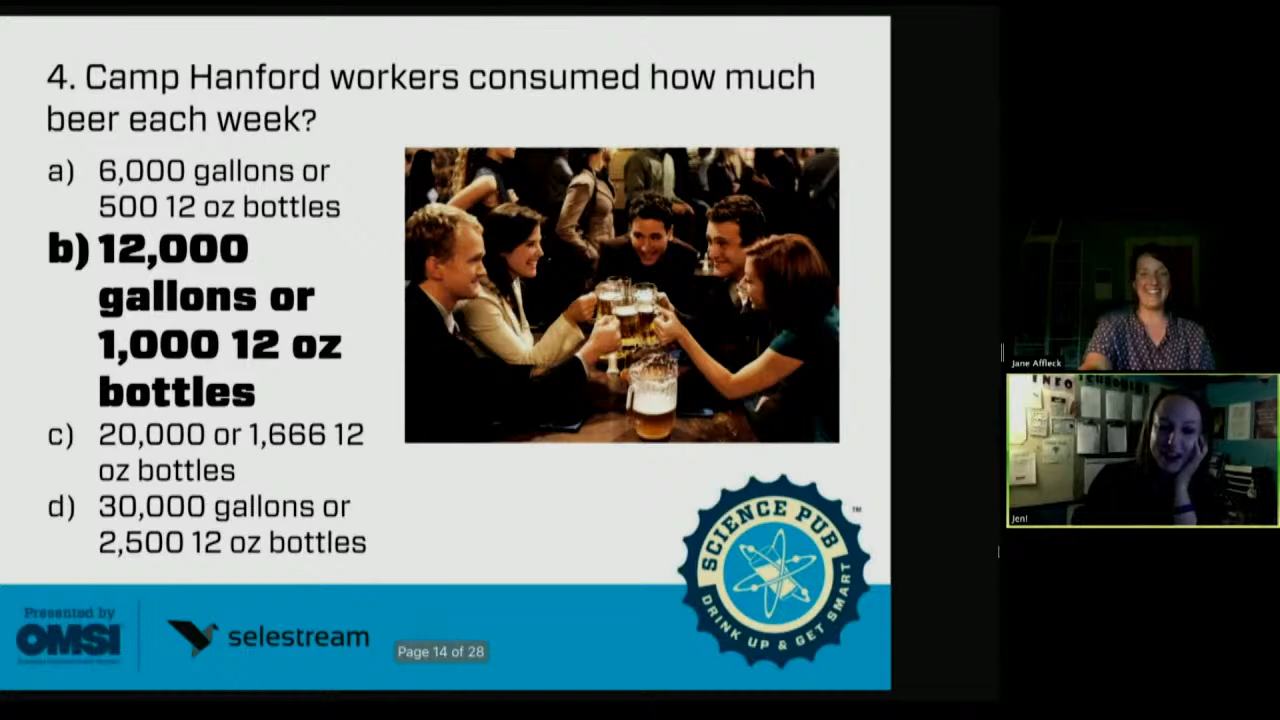 4. Camp Hanford workers consumed how much
beer each week?
a) 6,000 gallons or
500 12 oz bottles
b) 12,000
gallons or
1,000 12 oz
bottles
c) 20,000 or 1,666 12
oz bottles
d) 30,000 gallons or
2,500 12 oz bottles
SCIENCE PUB
DRINK UP & GET SMART
TM
Presented by
OMSI
selestream
Page 14 of 28
Jane Affleck
INFO
Jen!